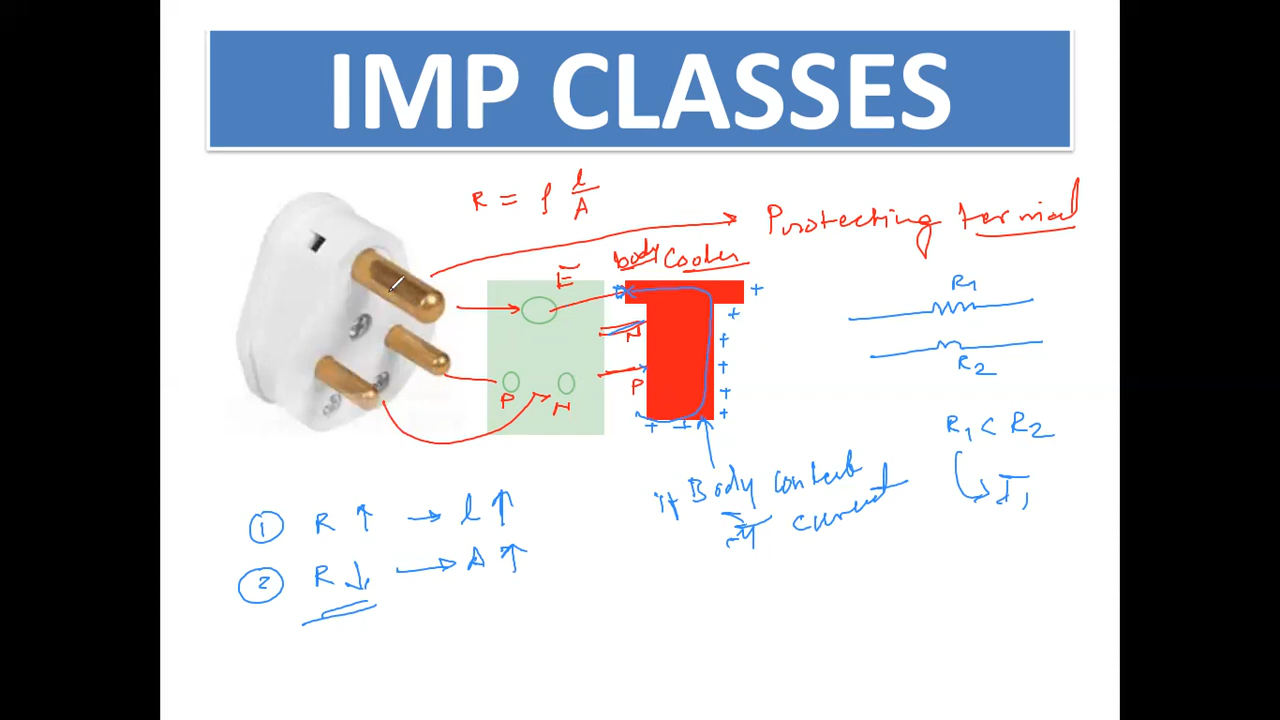 IMP CLASSES
R = ρ l/A
Protecting terminal
body Cooler
E
N
P
P
N
R1
R2
R1 < R2
I1
if Body contact
current
① R ↑ → l ↑
② R ↓ → A ↑